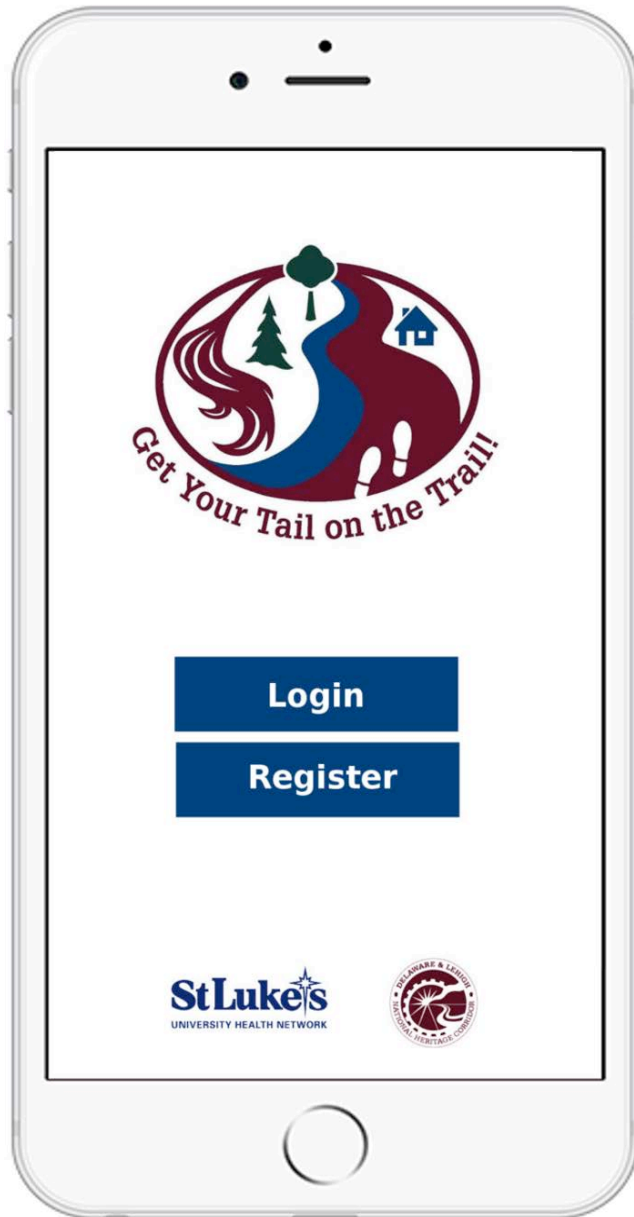 Get Your Tail on the Trail!
Login
Register
StLuke's
UNIVERSITY HEALTH NETWORK
DELAWARE & LEHIGH
NATIONAL HERITAGE CORRIDOR